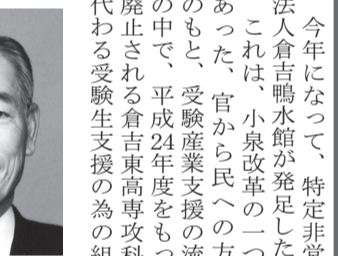 今年になって、特定非営
法人倉吉鴨水館が発足した
これは、小泉改革の一つ
あった、官から民への方
のもと、受験産業支援の流
の中で、平成24年度をもっ
廃止される倉吉東高専攻科
代わる受験生支援の為の組